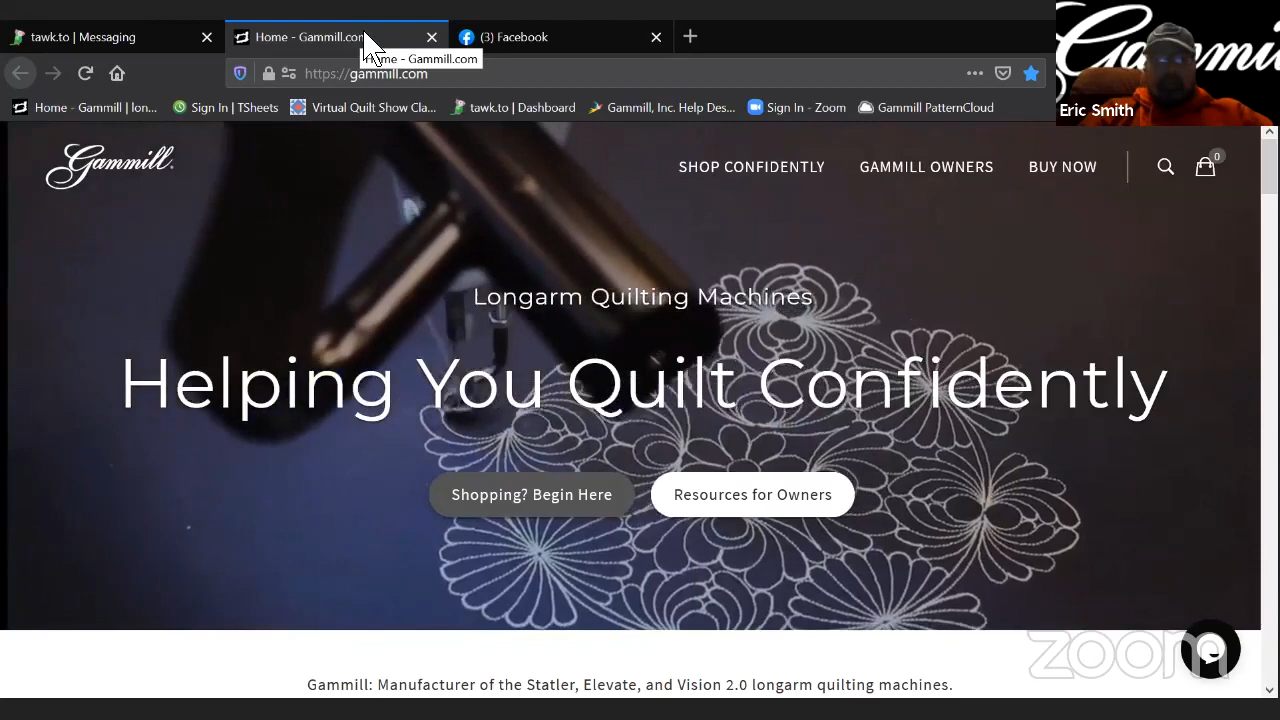 tawk.to | Messaging
Home - Gammill.com
(3) Facebook
Home - Gammill.com
https://gammill.com
Home - Gammill | lon...
Sign In | TSheets
Virtual Quilt Show Cla...
tawk.to | Dashboard
Gammill, Inc. Help Des...
Sign In - Zoom
Gammill PatternCloud
Gammill
Eric Smith
Gammill
SHOP CONFIDENTLY
GAMMILL OWNERS
BUY NOW
0
Longarm Quilting Machines
Helping You Quilt Confidently
Shopping? Begin Here
Resources for Owners
zoom
Gammill: Manufacturer of the Statler, Elevate, and Vision 2.0 longarm quilting machines.